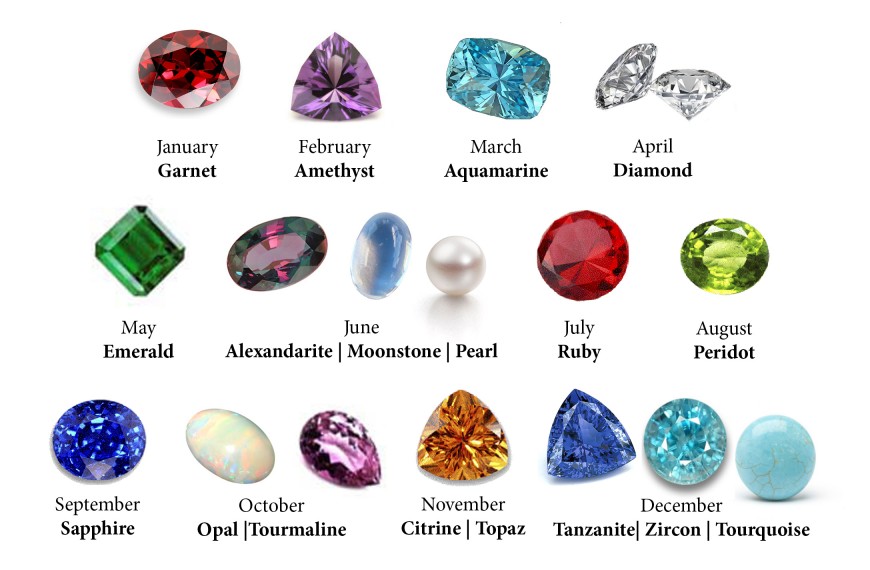 January
Garnet
February
Amethyst
March
Aquamarine
April
Diamond
May
Emerald
June
Alexandarite | Moonstone | Pearl
July
Ruby
August
Peridot
September
Sapphire
October
Opal |Tourmaline
November
Citrine | Topaz
December
Tanzanite| Zircon | Tourquoise